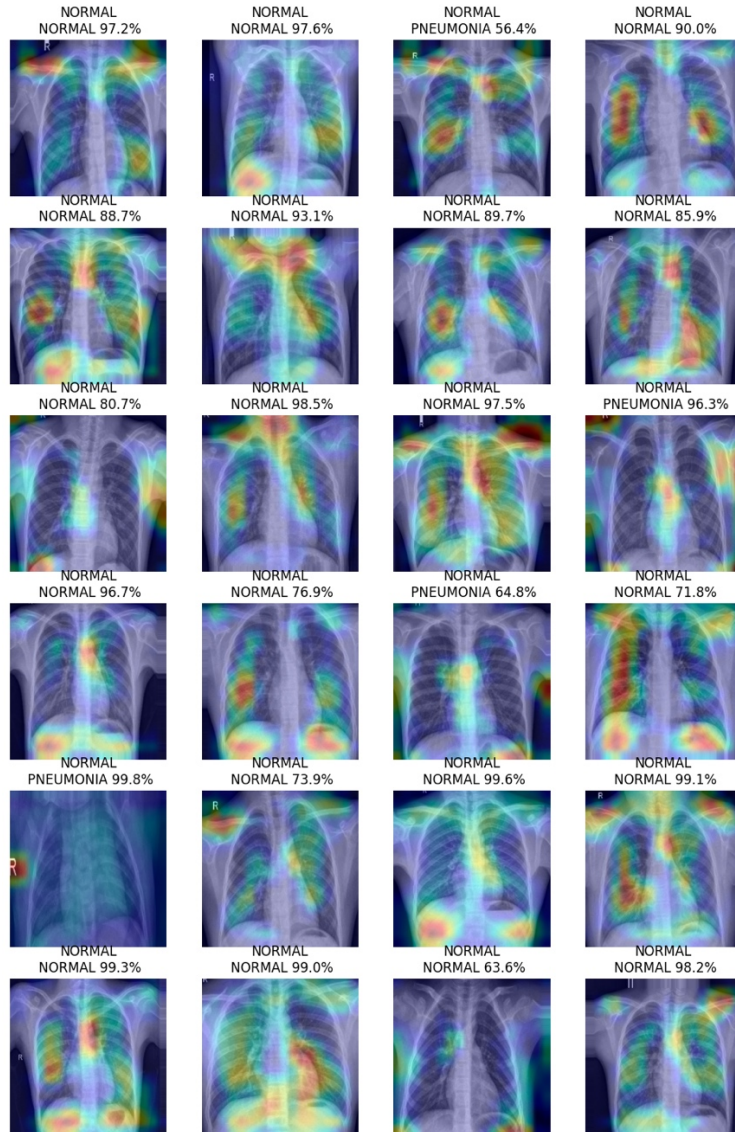 NORMAL
NORMAL 97.2%
NORMAL
NORMAL 97.6%
NORMAL
PNEUMONIA 56.4%
NORMAL
NORMAL 90.0%
R
R
R
NORMAL
NORMAL 88.7%
NORMAL
NORMAL 93.1%
NORMAL
NORMAL 89.7%
NORMAL
NORMAL 85.9%
R
R
R
NORMAL
NORMAL 80.7%
NORMAL
NORMAL 98.5%
NORMAL
NORMAL 97.5%
NORMAL
PNEUMONIA 96.3%
NORMAL
NORMAL 96.7%
NORMAL
NORMAL 76.9%
NORMAL
PNEUMONIA 64.8%
NORMAL
NORMAL 71.8%
NORMAL
PNEUMONIA 99.8%
NORMAL
NORMAL 73.9%
NORMAL
NORMAL 99.6%
NORMAL
NORMAL 99.1%
R
R
R
NORMAL
NORMAL 99.3%
NORMAL
NORMAL 99.0%
NORMAL
NORMAL 63.6%
NORMAL
NORMAL 98.2%
R